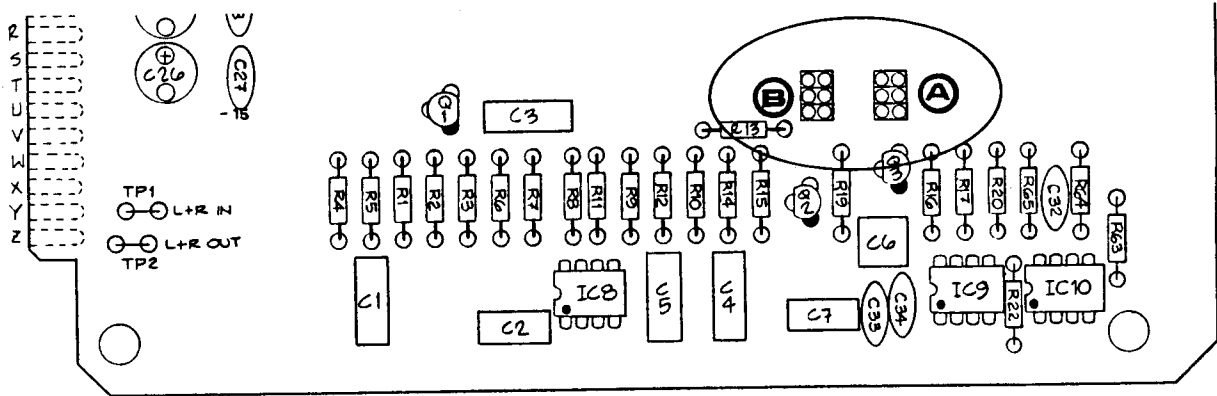 R
S
C26
C27
T
U
-15
V
W
X
Y
Z
TP1
L+R IN
L+R OUT
TP2
Q1
C3
B
A
R13
R4
R5
R1
R2
R3
R6
R7
R8
R11
R9
R12
R10
R14
R15
Q2
R19
Q3
R16
R17
R20
R65
C32
R64
R63
C6
C1
C2
IC8
C5
C4
C7
C33
C34
IC9
R22
IC10